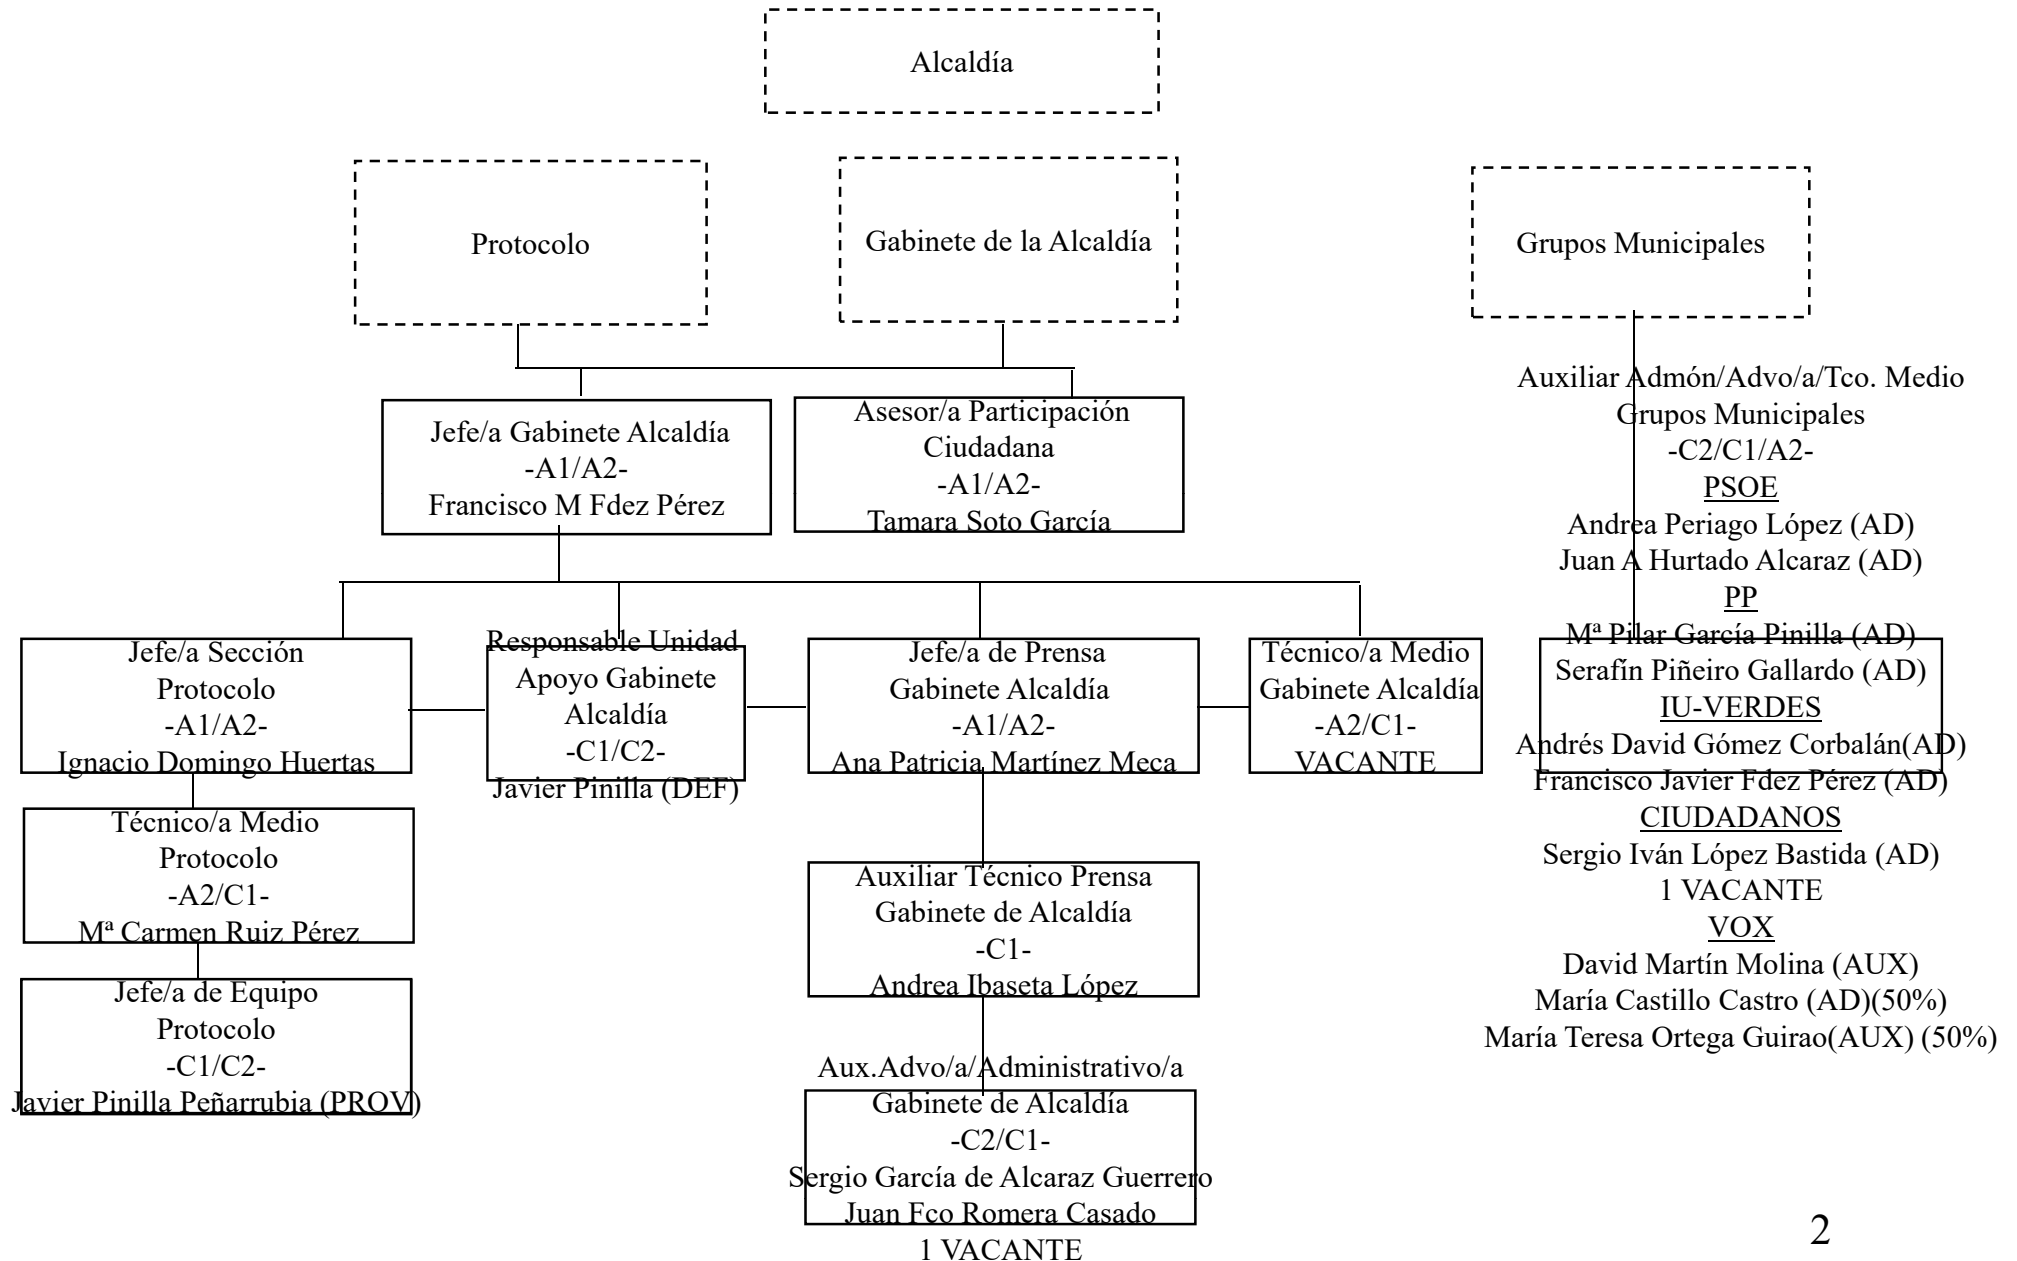 Alcaldía
Protocolo
Gabinete de la Alcaldía
Grupos Municipales
Jefe/a Gabinete Alcaldía
-A1/A2-
Francisco M Fdez Pérez
Asesor/a Participación
Ciudadana
-A1/A2-
Tamara Soto García
Jefe/a Sección
Protocolo
-A1/A2-
Ignacio Domingo Huertas
Responsable Unidad
Apoyo Gabinete
Alcaldía
-C1/C2-
Javier Pinilla (DEF)
Jefe/a de Prensa
Gabinete Alcaldía
-A1/A2-
Ana Patricia Martínez Meca
Técnico/a Medio
Gabinete Alcaldía
-A2/C1-
VACANTE
Técnico/a Medio
Protocolo
-A2/C1-
Mª Carmen Ruiz Pérez
Jefe/a de Equipo
Protocolo
-C1/C2-
Javier Pinilla Peñarrubia (PROV)
Auxiliar Técnico Prensa
Gabinete de Alcaldía
-C1-
Andrea Ibaseta López
Aux.Advo/a/Administrativo/a
Gabinete de Alcaldía
-C2/C1-
Sergio García de Alcaraz Guerrero
Juan Fco Romera Casado
1 VACANTE
Auxiliar Admón/Advo/a/Tco. Medio
Grupos Municipales
-C2/C1/A2-
PSOE
Andrea Periago López (AD)
Juan A Hurtado Alcaraz (AD)
PP
Mª Pilar García Pinilla (AD)
Serafín Piñeiro Gallardo (AD)
IU-VERDES
Andrés David Gómez Corbalán(AD)
Francisco Javier Fdez Pérez (AD)
CIUDADANOS
Sergio Iván López Bastida (AD)
1 VACANTE
VOX
David Martín Molina (AUX)
María Castillo Castro (AD)(50%)
María Teresa Ortega Guirao(AUX) (50%)
2